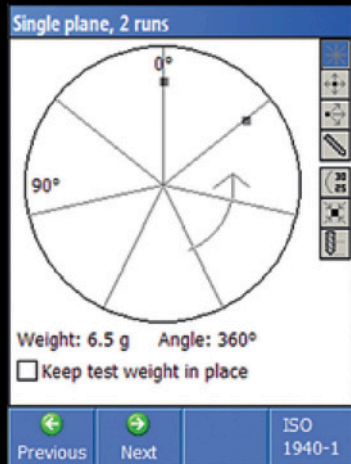 Single plane, 2 runs
0°
90°
30
25
Weight: 6.5 g Angle: 360°
Keep test weight in place
Previous Next ISO 1940-1